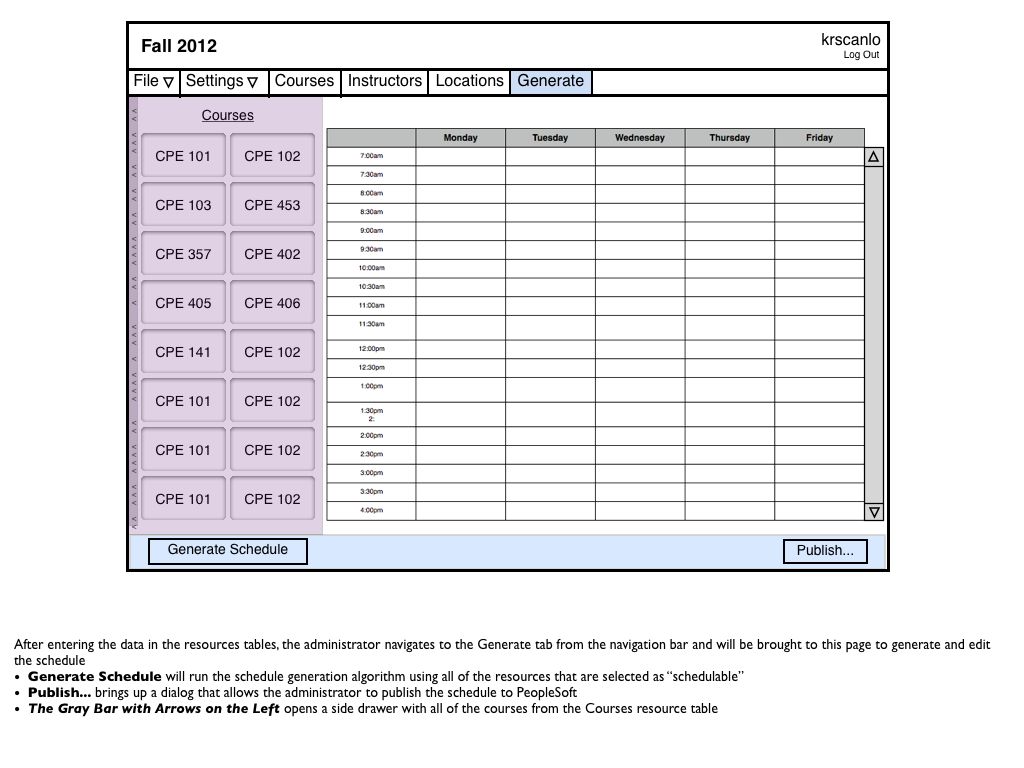 Fall 2012
krscanlo
Log Out
File ▽ Settings ▽ Courses Instructors Locations Generate
Courses
Monday Tuesday Wednesday Thursday Friday
CPE 101 CPE 102
CPE 103 CPE 453
CPE 357 CPE 402
CPE 405 CPE 406
CPE 141 CPE 102
CPE 101 CPE 102
CPE 101 CPE 102
CPE 101 CPE 102
7:00am
7:30am
8:00am
8:30am
9:00am
9:30am
10:00am
10:30am
11:00am
11:30am
12:00pm
12:30pm
1:00pm
1:30pm
2:
2:00pm
2:30pm
3:00pm
3:30pm
4:00pm
Generate Schedule Publish...
After entering the data in the resources tables, the administrator navigates to the Generate tab from the navigation bar and will be brought to this page to generate and edit
the schedule
• Generate Schedule will run the schedule generation algorithm using all of the resources that are selected as “schedulable”
• Publish... brings up a dialog that allows the administrator to publish the schedule to PeopleSoft
• The Gray Bar with Arrows on the Left opens a side drawer with all of the courses from the Courses resource table